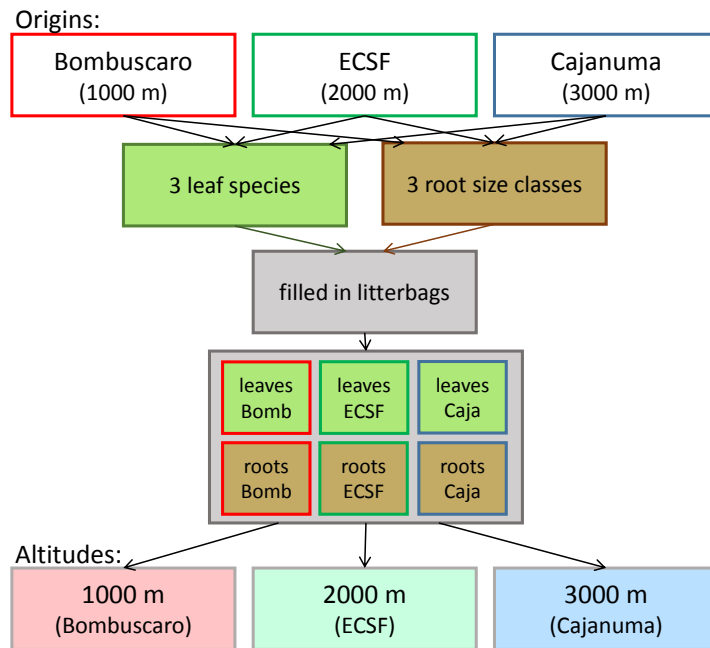 Origins:
Bombuscaro
(1000 m)
ECSF
(2000 m)
Cajanuma
(3000 m)
3 leaf species
3 root size classes
filled in litterbags
leaves
Bomb
leaves
ECSF
leaves
Caja
roots
Bomb
roots
ECSF
roots
Caja
Altitudes:
1000 m
(Bombuscaro)
2000 m
(ECSF)
3000 m
(Cajanuma)